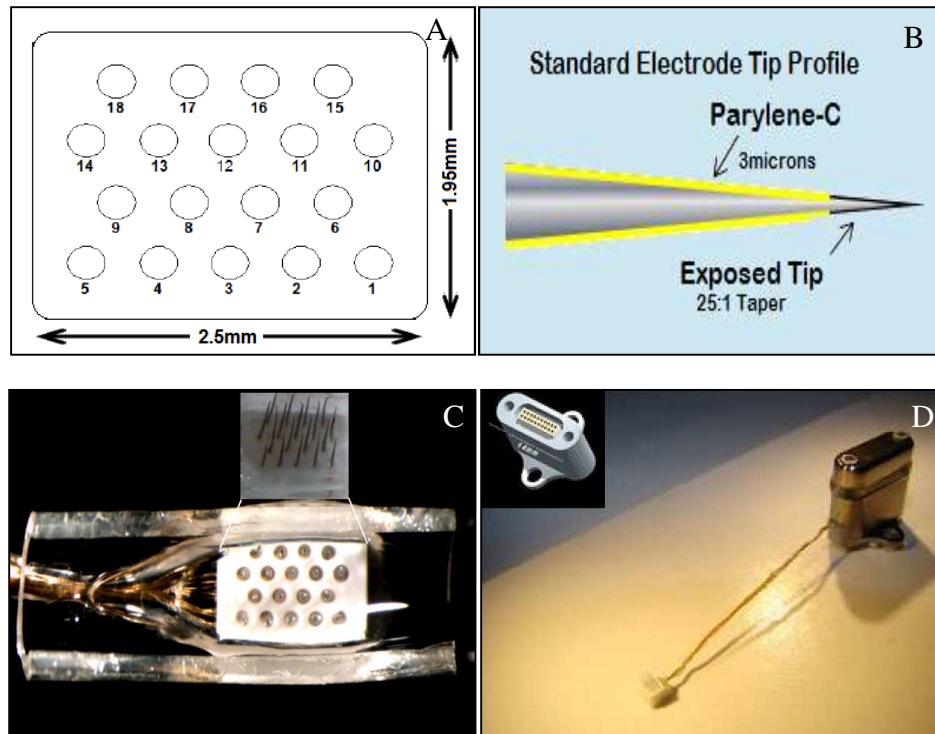 A
18 17 16 15
14 13 12 11 10
9 8 7 6
5 4 3 2 1
1.95mm
2.5mm
B
Standard Electrode Tip Profile
Parylene-C
3microns
Exposed Tip
25:1 Taper
C
D